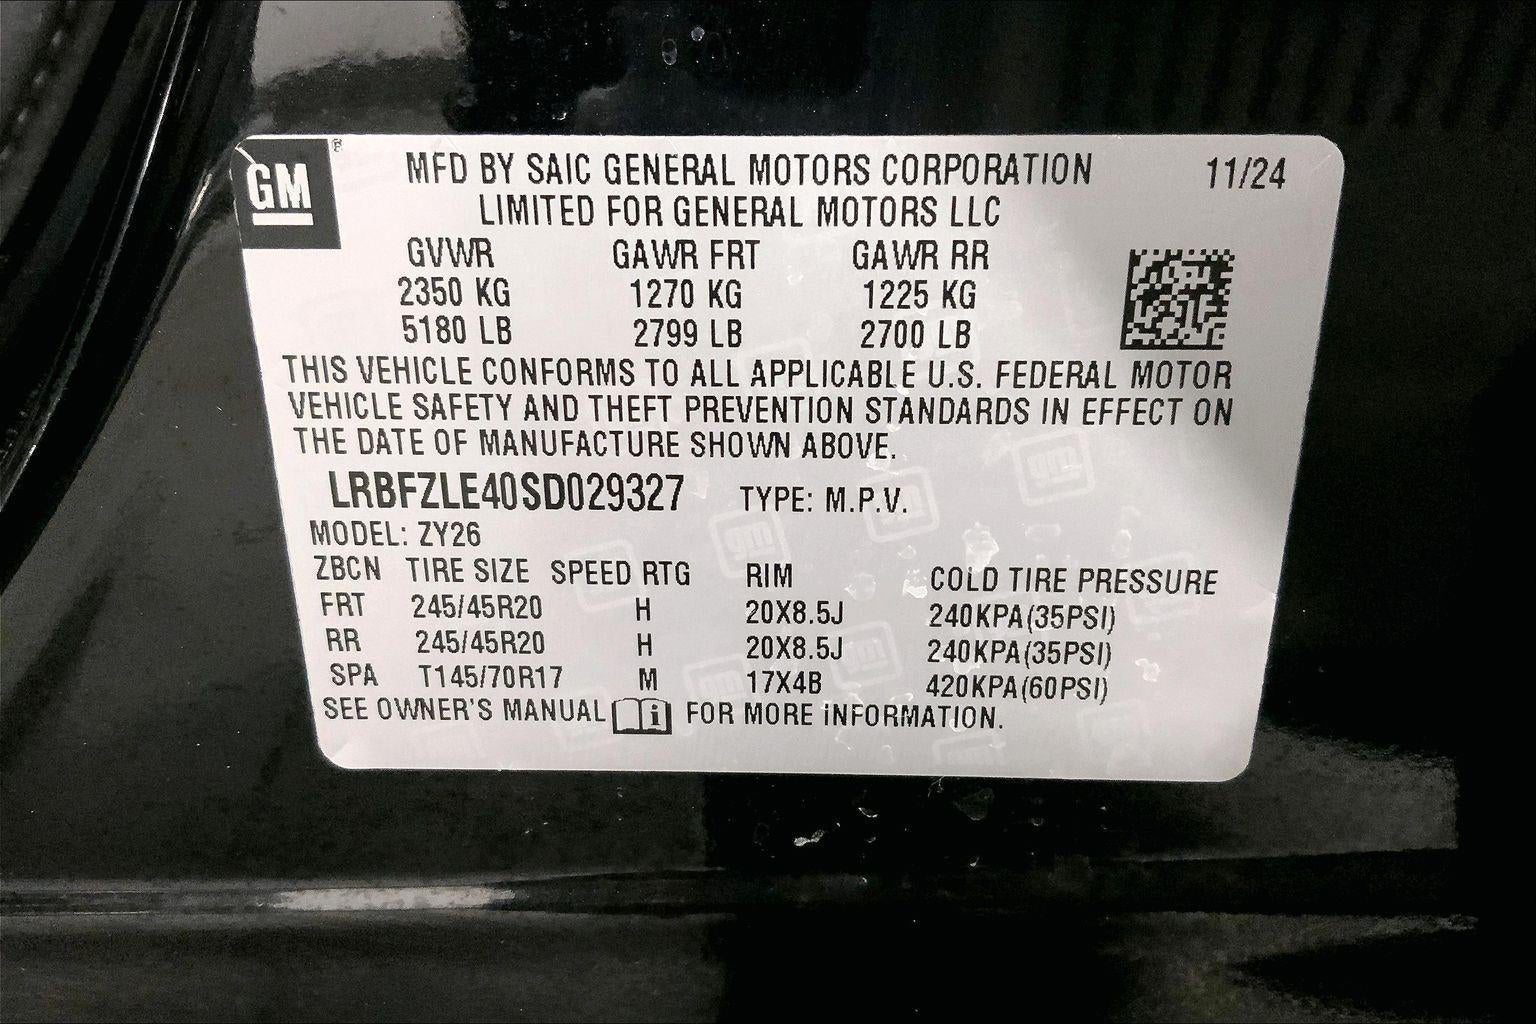 GM ®
MFD BY SAIC GENERAL MOTORS CORPORATION 11/24
LIMITED FOR GENERAL MOTORS LLC
GVWR GAWR FRT GAWR RR
2350 KG 1270 KG 1225 KG
5180 LB 2799 LB 2700 LB
THIS VEHICLE CONFORMS TO ALL APPLICABLE U.S. FEDERAL MOTOR
VEHICLE SAFETY AND THEFT PREVENTION STANDARDS IN EFFECT ON
THE DATE OF MANUFACTURE SHOWN ABOVE.
LRBFZLE40SD029327 TYPE: M.P.V.
MODEL: ZY26
ZBCN TIRE SIZE SPEED RTG RIM COLD TIRE PRESSURE
FRT 245/45R20 H 20X8.5J 240KPA(35PSI)
RR 245/45R20 H 20X8.5J 240KPA(35PSI)
SPA T145/70R17 M 17X4B 420KPA(60PSI)
SEE OWNER'S MANUAL i FOR MORE iNFORMATION.